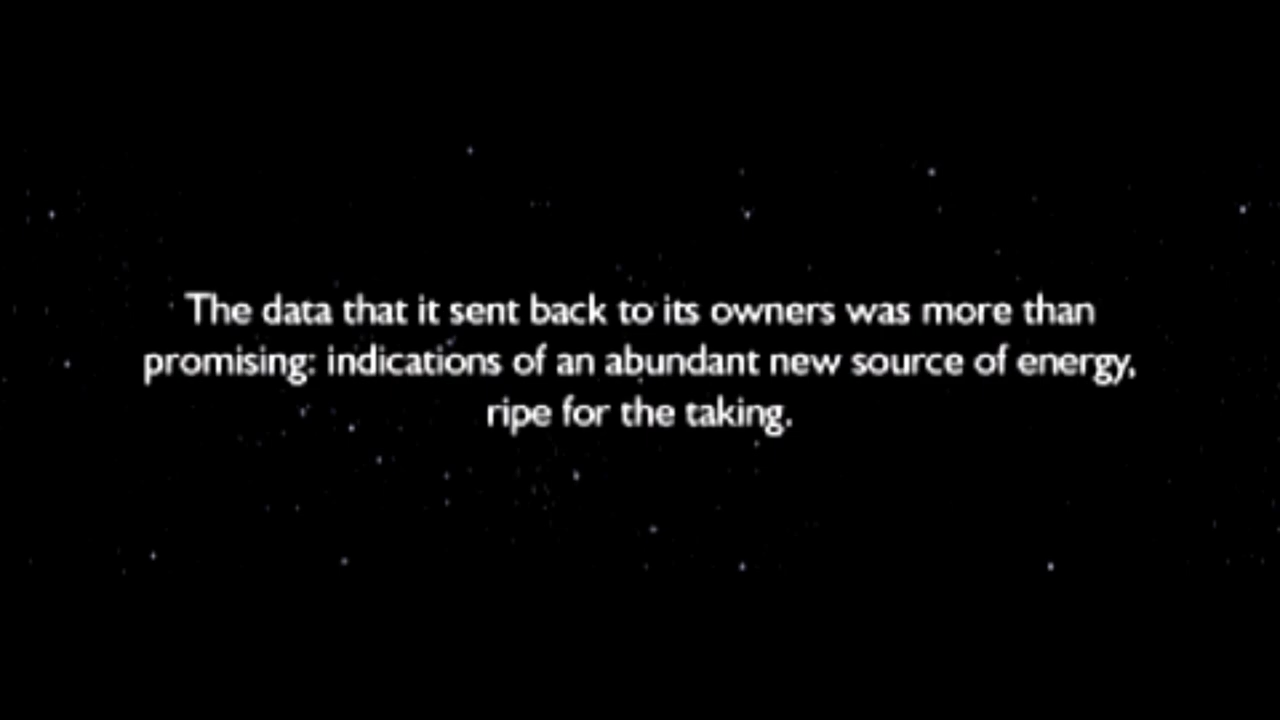 The data that it sent back to its owners was more than
promising: indications of an abundant new source of energy,
ripe for the taking.